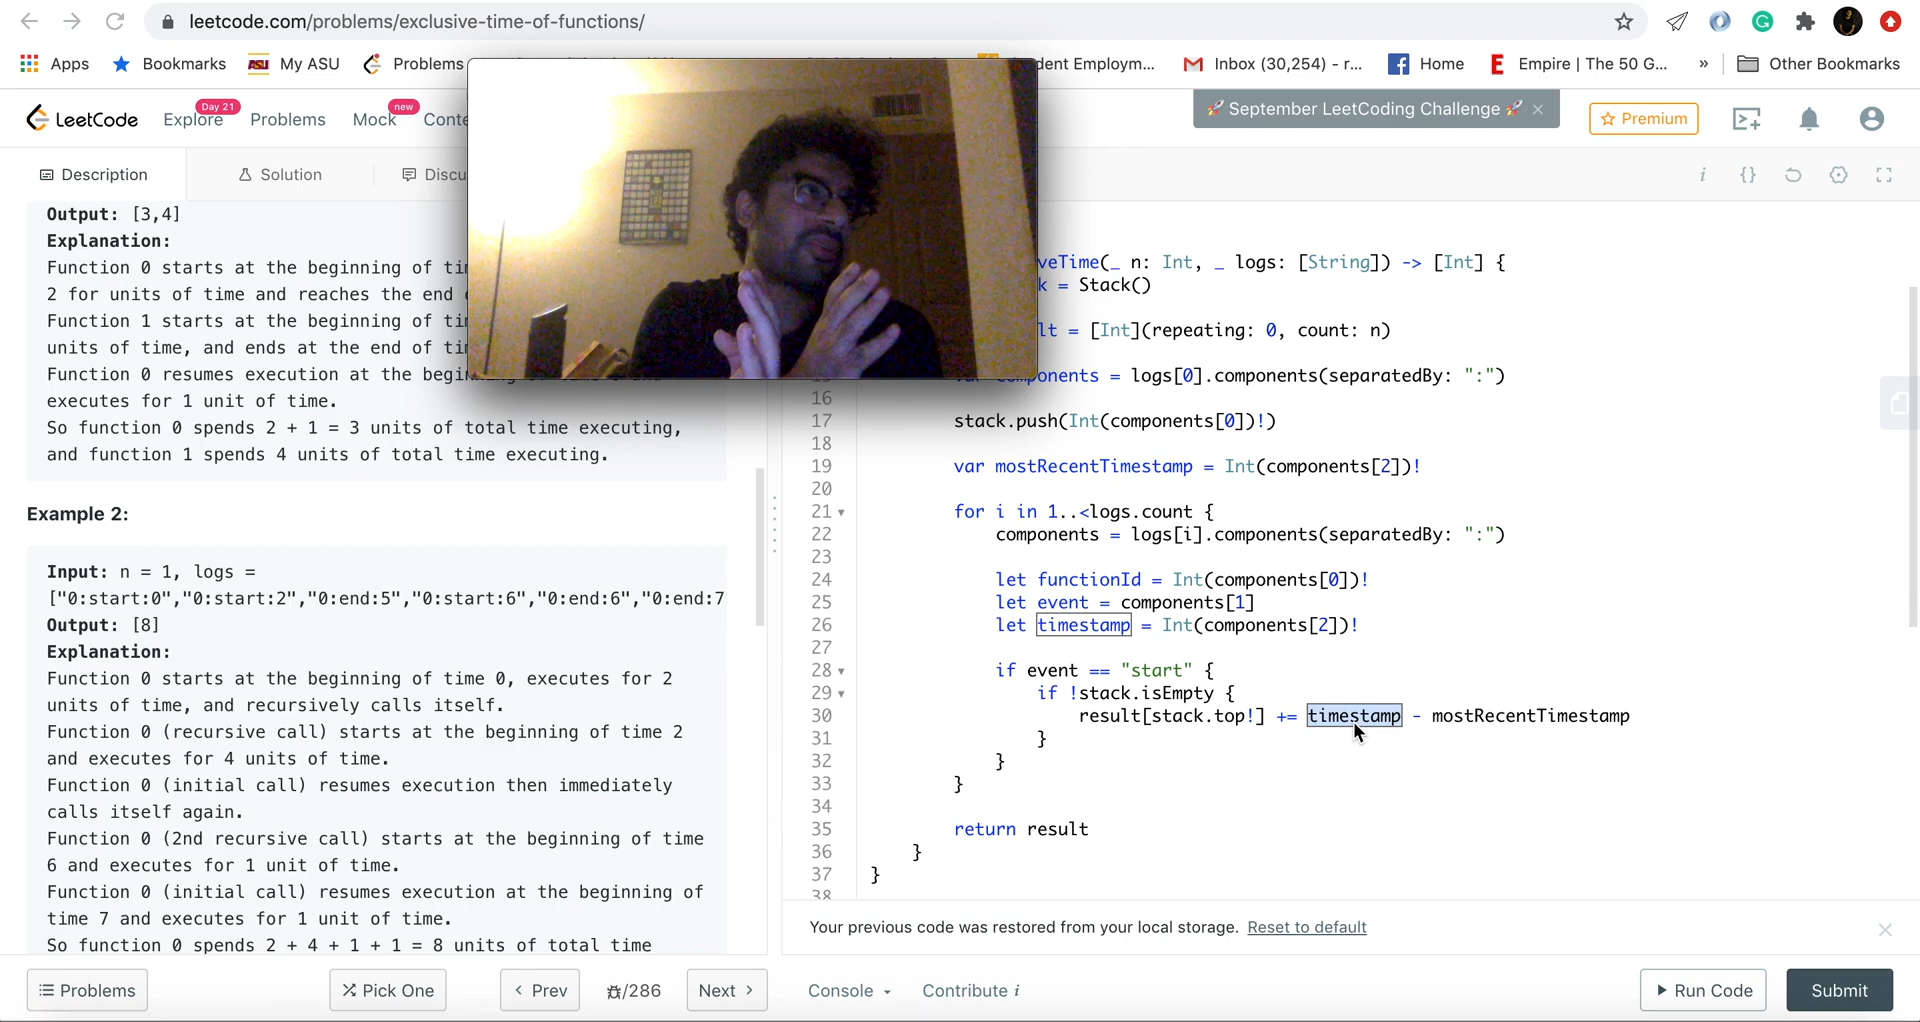 leetcode.com/problems/exclusive-time-of-functions/
Apps Bookmarks My ASU Problems dent Employm... Inbox (30,254) - r... Home Empire | The 50 G... » Other Bookmarks
LeetCode Explore Day 21 Problems Mock new Conte September LeetCoding Challenge × Premium
Description Solution Discu
Output: [3,4]
Explanation:
Function 0 starts at the beginning of ti
2 for units of time and reaches the end
Function 1 starts at the beginning of ti
units of time, and ends at the end of ti
Function 0 resumes execution at the begin
executes for 1 unit of time.
So function 0 spends 2 + 1 = 3 units of total time executing,
and function 1 spends 4 units of total time executing.
Example 2:
Input: n = 1, logs =
["0:start:0","0:start:2","0:end:5","0:start:6","0:end:6","0:end:7
Output: [8]
Explanation:
Function 0 starts at the beginning of time 0, executes for 2
units of time, and recursively calls itself.
Function 0 (recursive call) starts at the beginning of time 2
and executes for 4 units of time.
Function 0 (initial call) resumes execution then immediately
calls itself again.
Function 0 (2nd recursive call) starts at the beginning of time
6 and executes for 1 unit of time.
Function 0 (initial call) resumes execution at the beginning of
time 7 and executes for 1 unit of time.
So function 0 spends 2 + 4 + 1 + 1 = 8 units of total time
i {}
veTime(_ n: Int, _ logs: [String]) -> [Int] {
k = Stack()
lt = [Int](repeating: 0, count: n)
var components = logs[0].components(separatedBy: ":")
16
17 stack.push(Int(components[0])!)
18
19 var mostRecentTimestamp = Int(components[2])!
20
21 for i in 1..<logs.count {
22 components = logs[i].components(separatedBy: ":")
23
24 let functionId = Int(components[0])!
25 let event = components[1]
26 let timestamp = Int(components[2])!
27
28 if event == "start" {
29 if !stack.isEmpty {
30 result[stack.top!] += timestamp - mostRecentTimestamp
31 }
32 }
33 }
34
35 return result
36 }
37 }
38
Your previous code was restored from your local storage. Reset to default
Problems Pick One < Prev /286 Next > Console Contribute i Run Code Submit